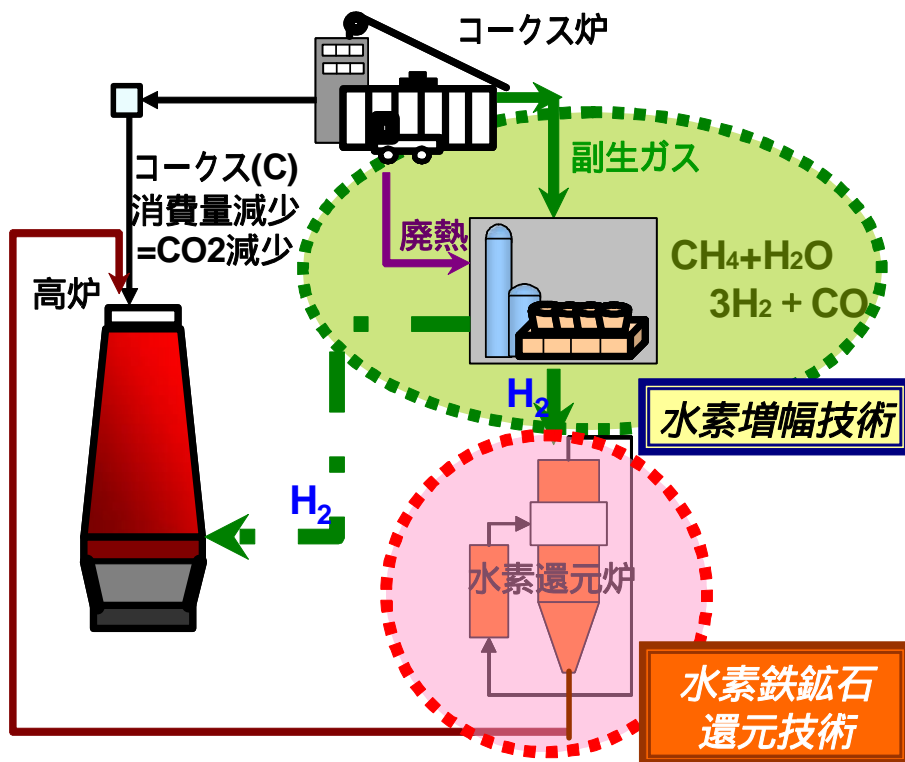 コークス炉
副生ガス
コークス(C)
消費量減少
=CO2減少
廃熱
CH4+H2O
3H2 + CO
高炉
H2
水素増幅技術
H2
水素還元炉
水素鉄鉱石
還元技術